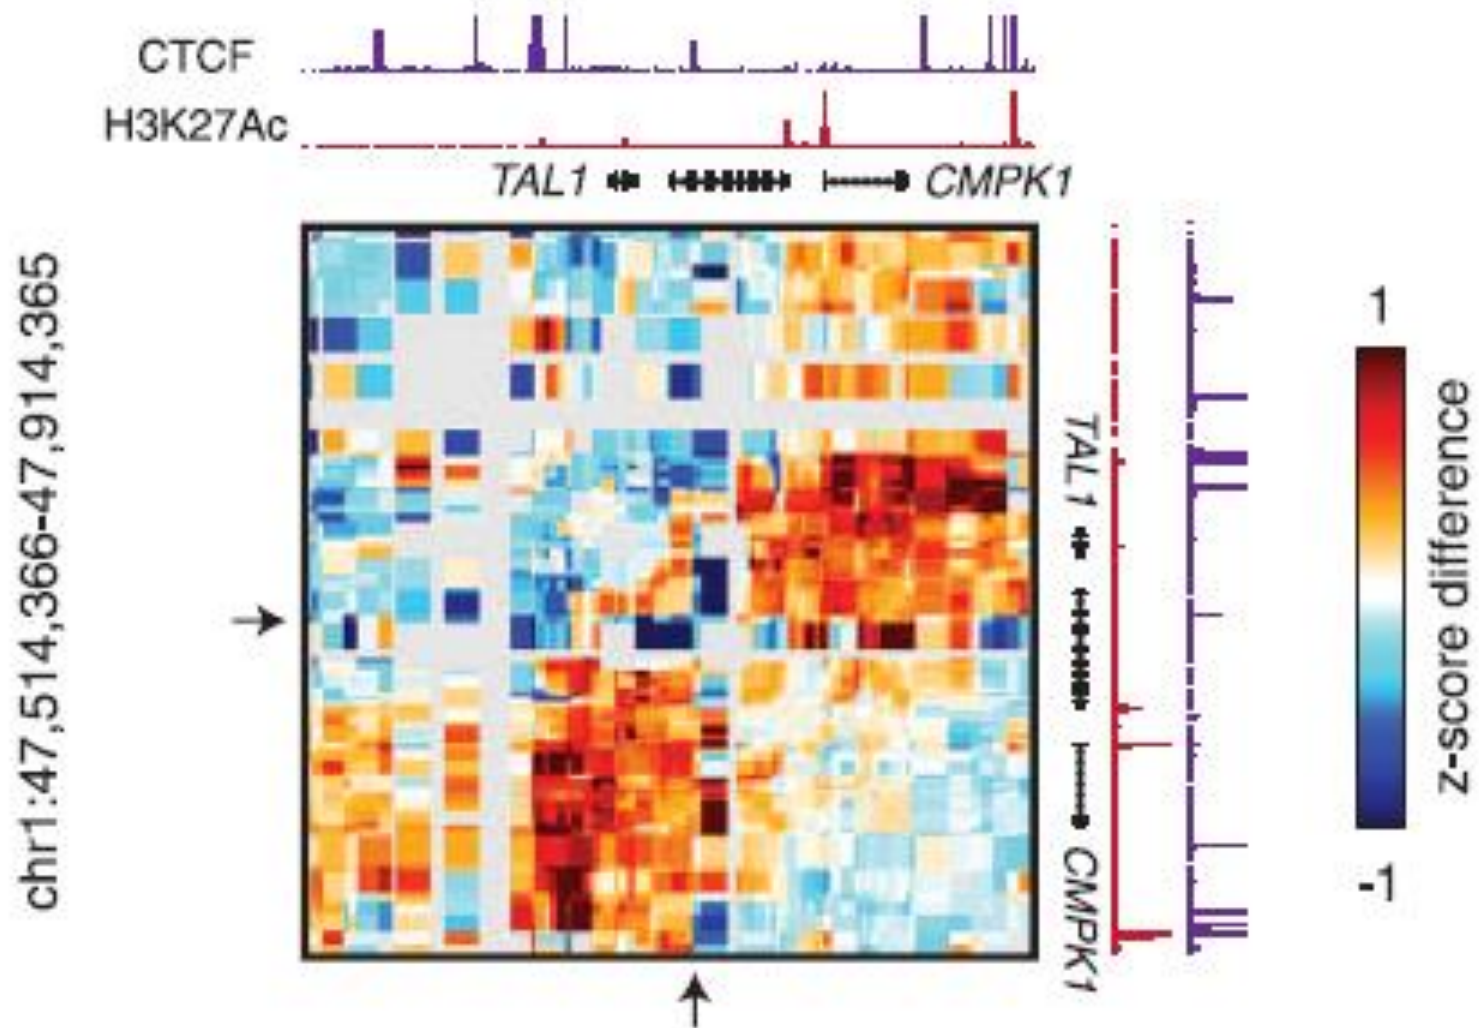 CTCF
H3K27Ac
TAL1 CMPK1
chr1:47,514,366-47,914,365
TAL1
CMPK1
1
-1
z-score difference